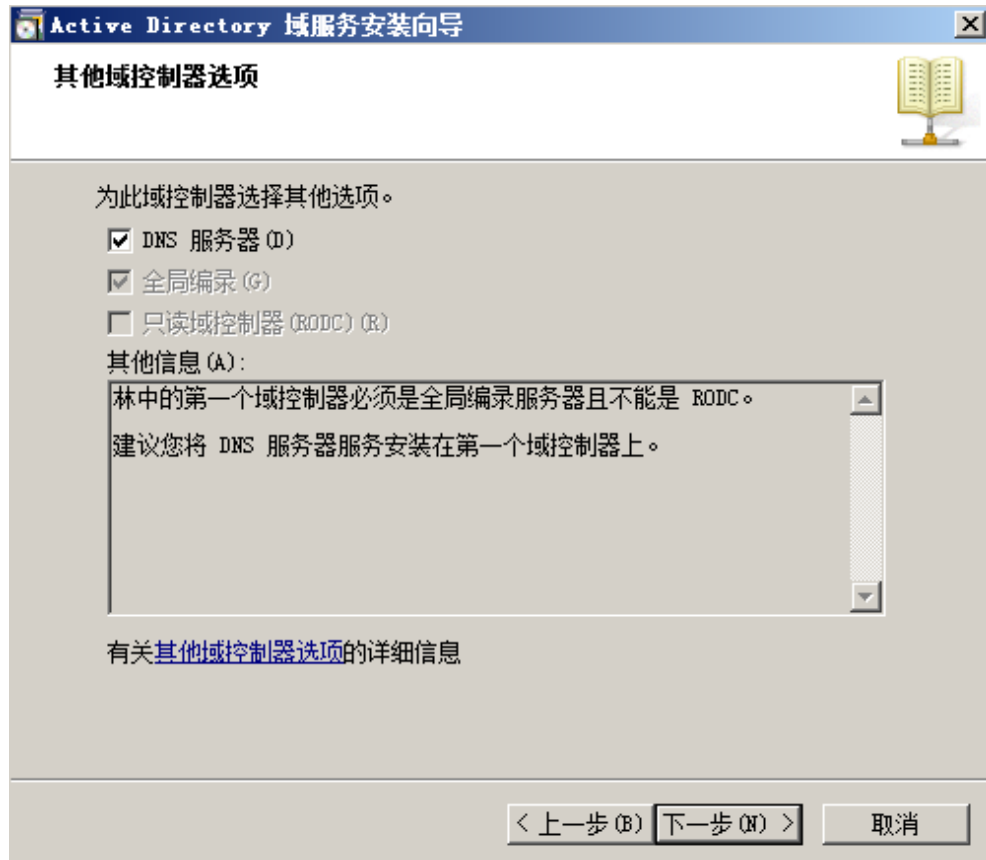 Active Directory 域服务安装向导
其他域控制器选项
为此域控制器选择其他选项。
DNS 服务器(D)
全局编录(G)
只读域控制器(RODC)(R)
其他信息(A):
林中的第一个域控制器必须是全局编录服务器且不能是 RODC。
建议您将 DNS 服务器服务安装在第一个域控制器上。
有关其他域控制器选项的详细信息
< 上一步(B) 下一步(N) > 取消